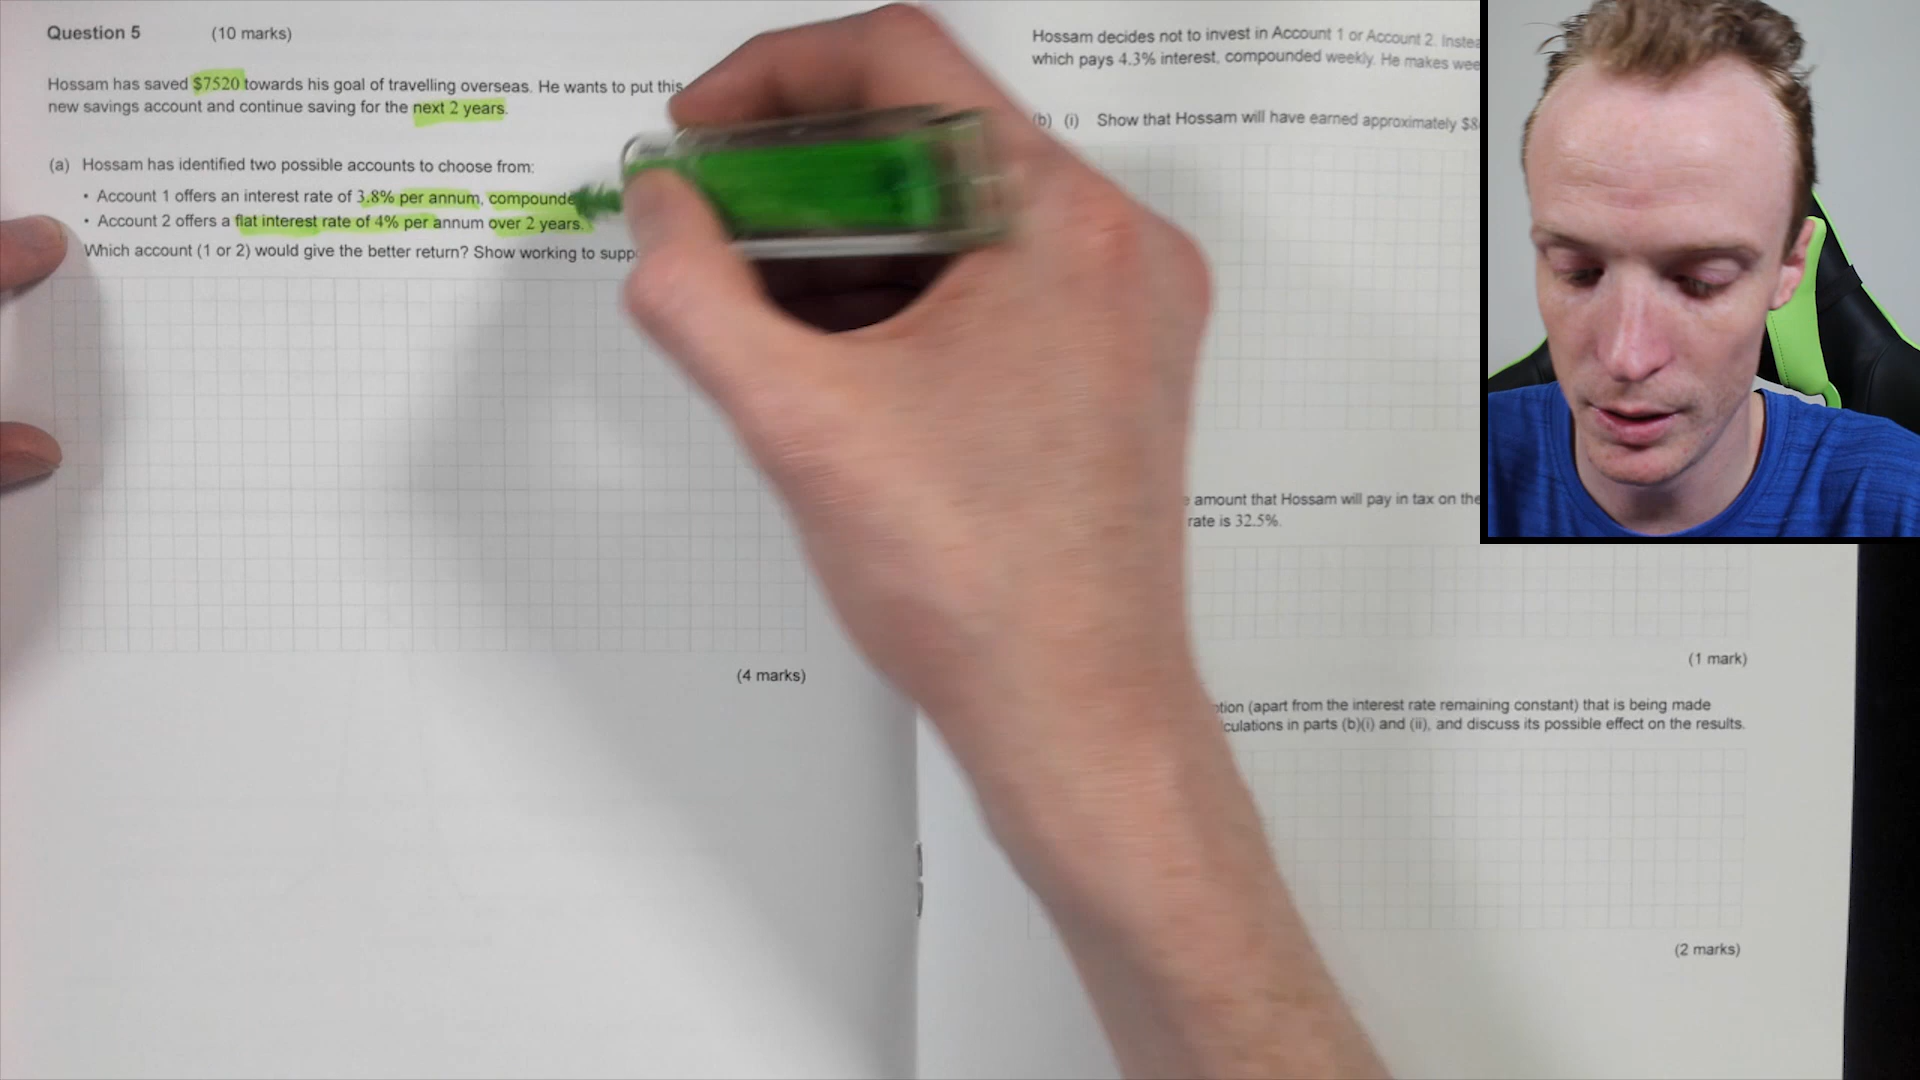 Question 5 (10 marks)
Hossam has saved $7520 towards his goal of travelling overseas. He wants to put this
new savings account and continue saving for the next 2 years.
(a) Hossam has identified two possible accounts to choose from:
• Account 1 offers an interest rate of 3.8% per annum,
• Account 2 offers a flat interest rate of 4% per annum over 2 years.
Which account (1 or 2) would give the better return? Show working to
(4 marks)
Hossam decides not to invest in Account 1 or Account 2.
which pays 4.3% interest, compounded weekly. He makes
(b) (i) Show that Hossam will have earned approximately
amount that Hossam will pay in tax on the
rate is 32.5%.
(1 mark)
(apart from the interest rate remaining constant) that is being made
in parts (b)(i) and (ii), and discuss its possible effect on the results.
(2 marks)